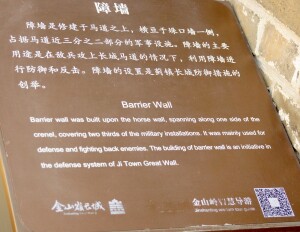 障墙
障墙是修建于马道之上，横亘于垛口墙一侧，
占据马道近三分之二部分的军事设施。障墙的主要
用途是在敌兵攻上长城马道的情况下，利用障墙进
行防御和反击。障墙的设置是蓟镇长城防御措施的
创举。
Barrier Wall
Barrier wall was built upon the horse wall, spanning along one side of the
crenel, covering two thirds of the military installations. It was mainly used for
defense and fighting back enemies. The building of barrier wall is an initiative in
the defense system of Ji Town Great Wall.
金山岭长城
金山岭智慧导游